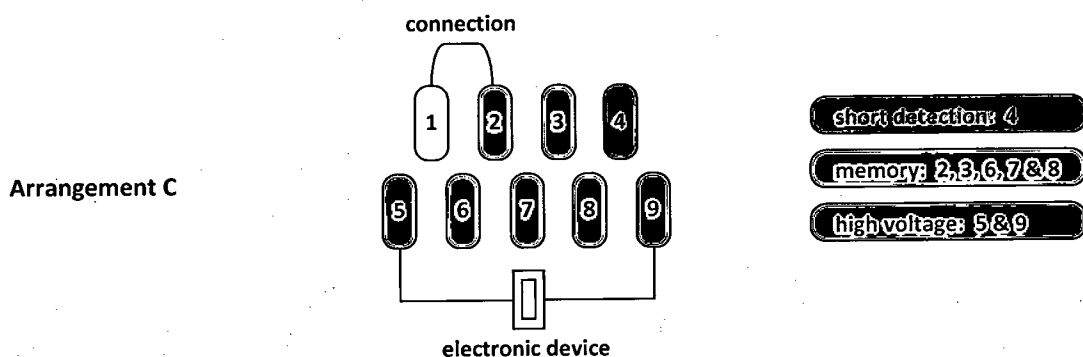 connection
1 2 3 4
short detection: 4
memory: 2, 3, 6, 7 & 8
Arrangement C
5 6 7 8 9
high voltage: 5 & 9
electronic device